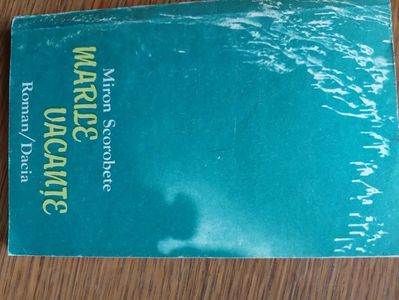 Miron Scorobete
MARILE
VACANȚE
Roman/Dacia